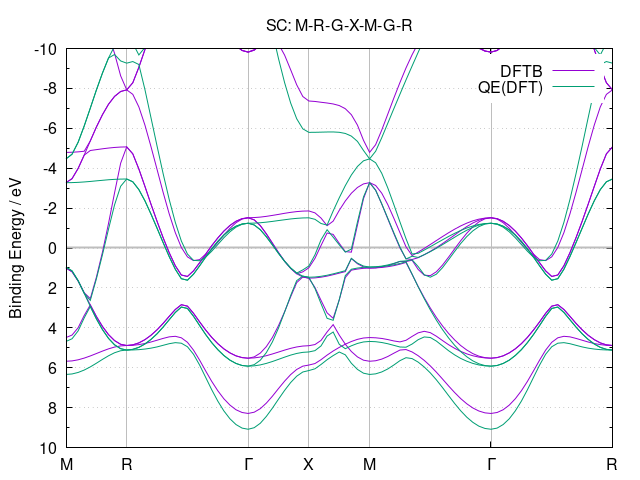 SC: M-R-G-X-M-G-R
DFTB
QE(DFT)
Binding Energy / eV
-10
-8
-6
-4
-2
0
2
4
6
8
10
M R Γ X M Γ R